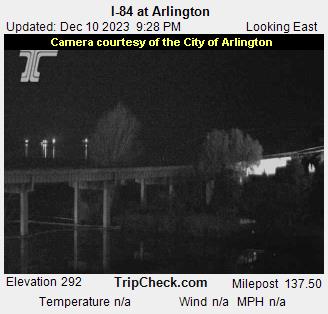 I-84 at Arlington
Updated: Dec 10 2023 9:28 PM Looking East
Camera courtesy of the City of Arlington
Elevation 292 TripCheck.com Milepost 137.50
Temperature n/a Wind n/a MPH n/a